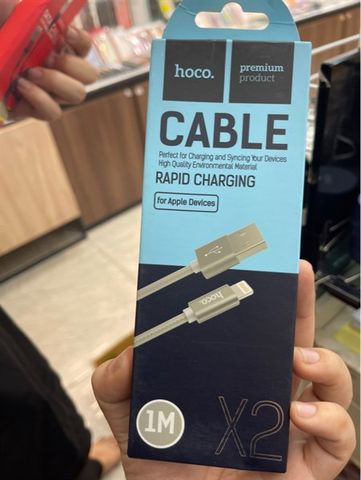 hoco.
premium
product
CABLE
Perfect for Charging and Syncing Your Devices
High Quality Environmental Material
RAPID CHARGING
for Apple Devices
hoco.
1M
X2